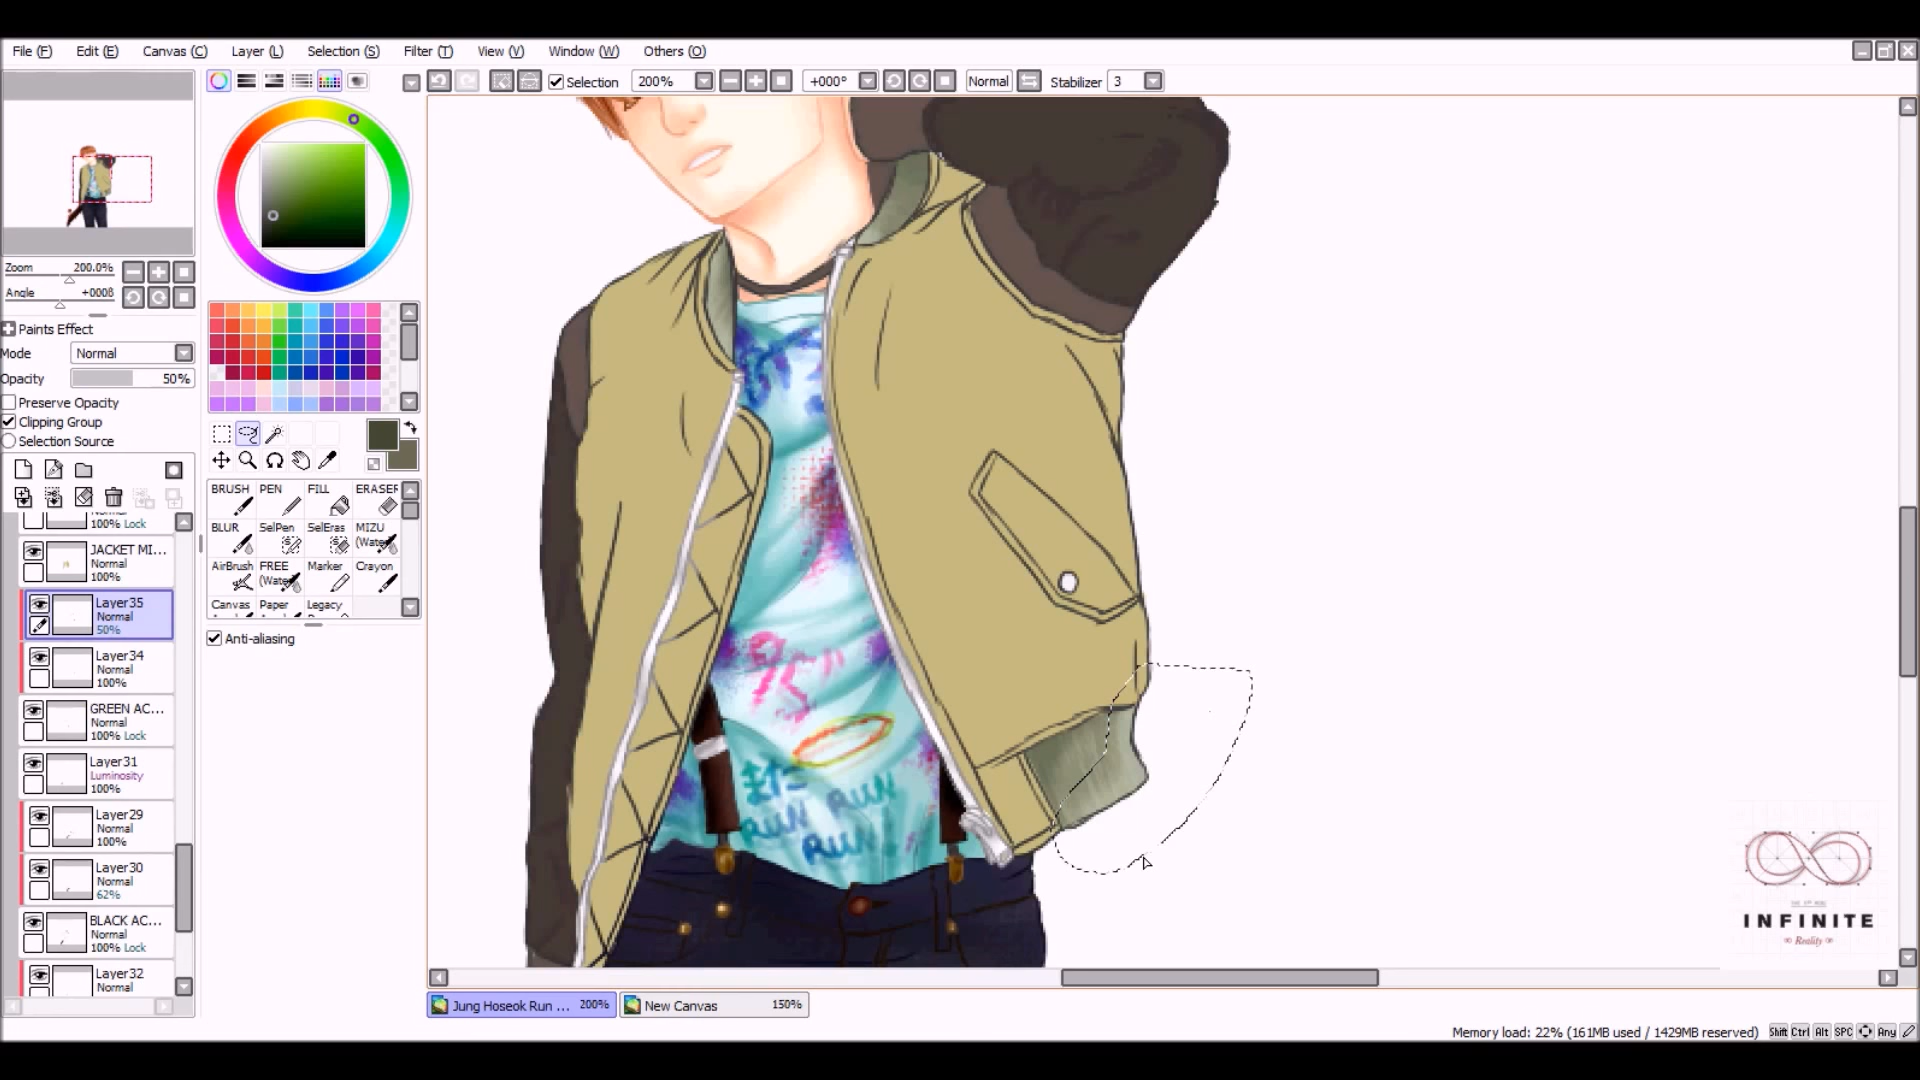 File (F) Edit (E) Canvas (C) Layer (L) Selection (S) Filter (T) View (V) Window (W) Others (O)
Selection 200% +000° Normal Stabilizer 3
Zoom 200.0%
Angle +000ß
Paints Effect
Mode Normal
Opacity 50%
Preserve Opacity
Clipping Group
Selection Source
100% Lock
JACKET MI...
Normal
100%
Layer35
Normal
50%
Layer34
Normal
100%
GREEN AC...
Normal
100% Lock
Layer31
Luminosity
100%
Layer29
Normal
100%
Layer30
Normal
62%
BLACK AC...
Normal
100% Lock
Layer32
Normal
BRUSH PEN FILL ERASER
BLUR SelPen SelEras MIZU
(Wate
AirBrush FREE Marker Crayon
(Wate
Canvas Paper Legacy
Anti-aliasing
RUN RUN
RUN!
INFINITE
Reality
Jung Hoseok Run ... 200% New Canvas 150%
Memory load: 22% (161MB used / 1429MB reserved) Shift Ctrl Alt SPC Any